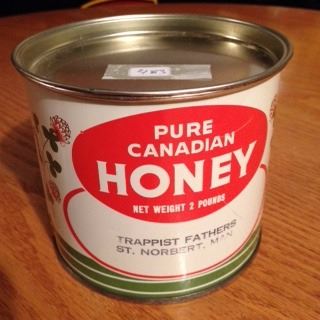 PURE
CANADIAN
HONEY
NET WEIGHT 2 POUNDS
TRAPPIST FATHERS
ST. NORBERT, MAN